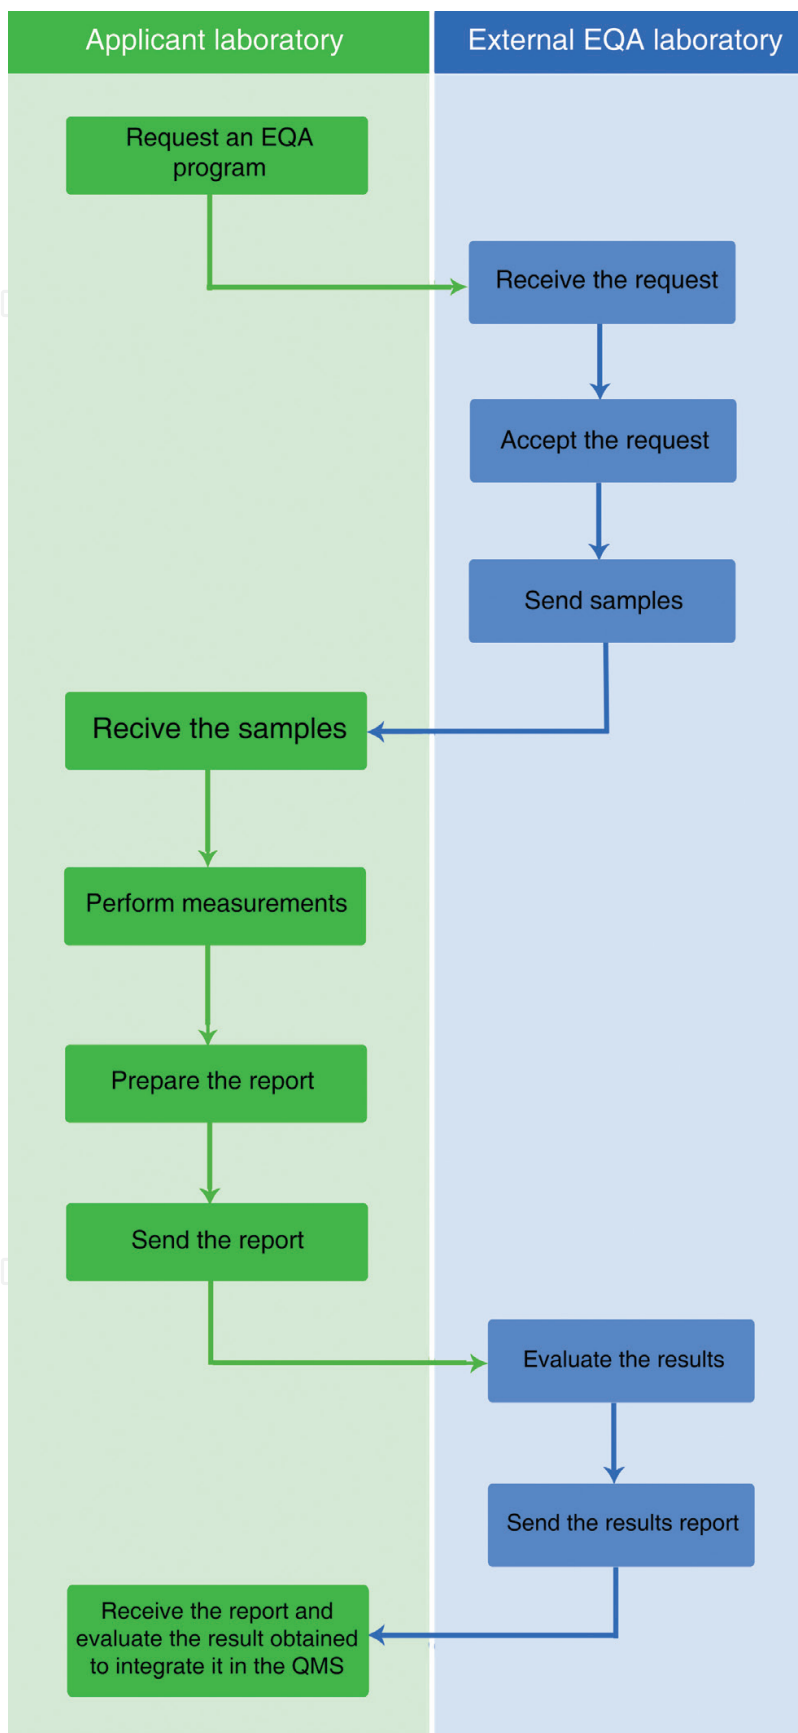 Applicant laboratory
External EQA laboratory
Request an EQA
program
Receive the request
Accept the request
Send samples
Recive the samples
Perform measurements
Prepare the report
Send the report
Evaluate the results
Send the results report
Receive the report and
evaluate the result obtained
to integrate it in the QMS